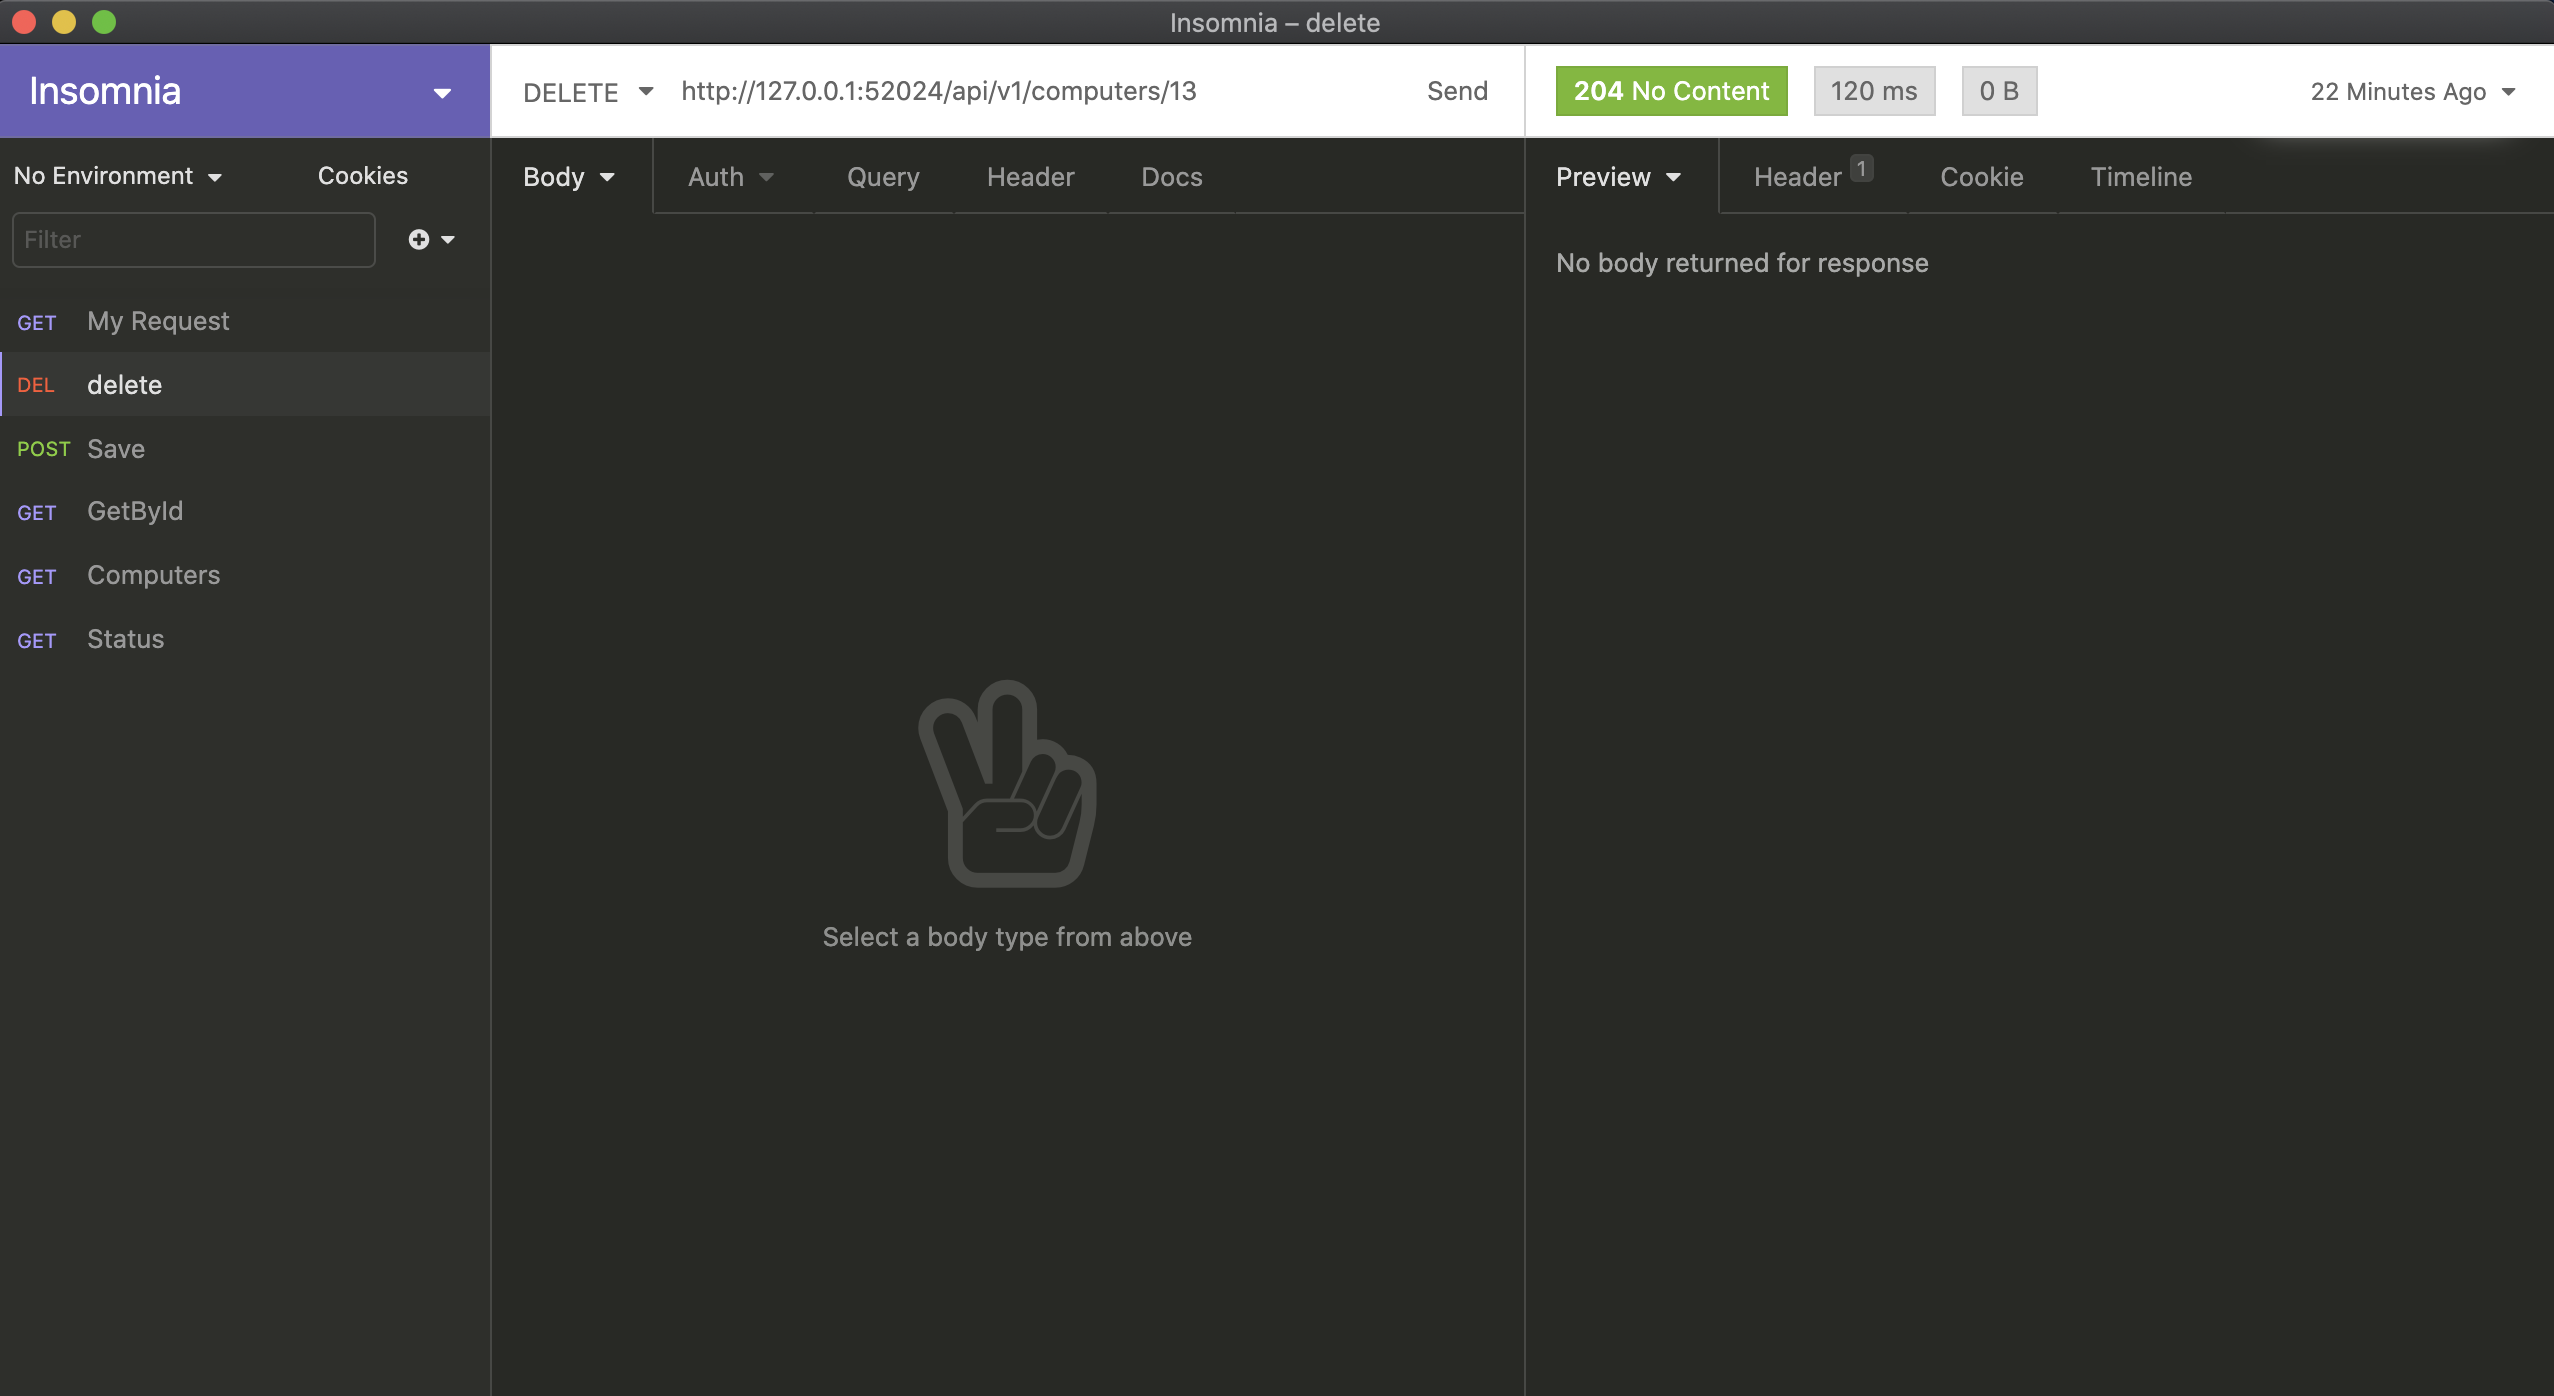 Insomnia – delete
Insomnia
DELETE
http://127.0.0.1:52024/api/v1/computers/13
Send
204 No Content
120 ms
0 B
22 Minutes Ago
No Environment
Cookies
Body
Auth
Query
Header
Docs
Preview
Header 1
Cookie
Timeline
Filter
No body returned for response
GET My Request
DEL delete
POST Save
GET GetById
GET Computers
GET Status
Select a body type from above